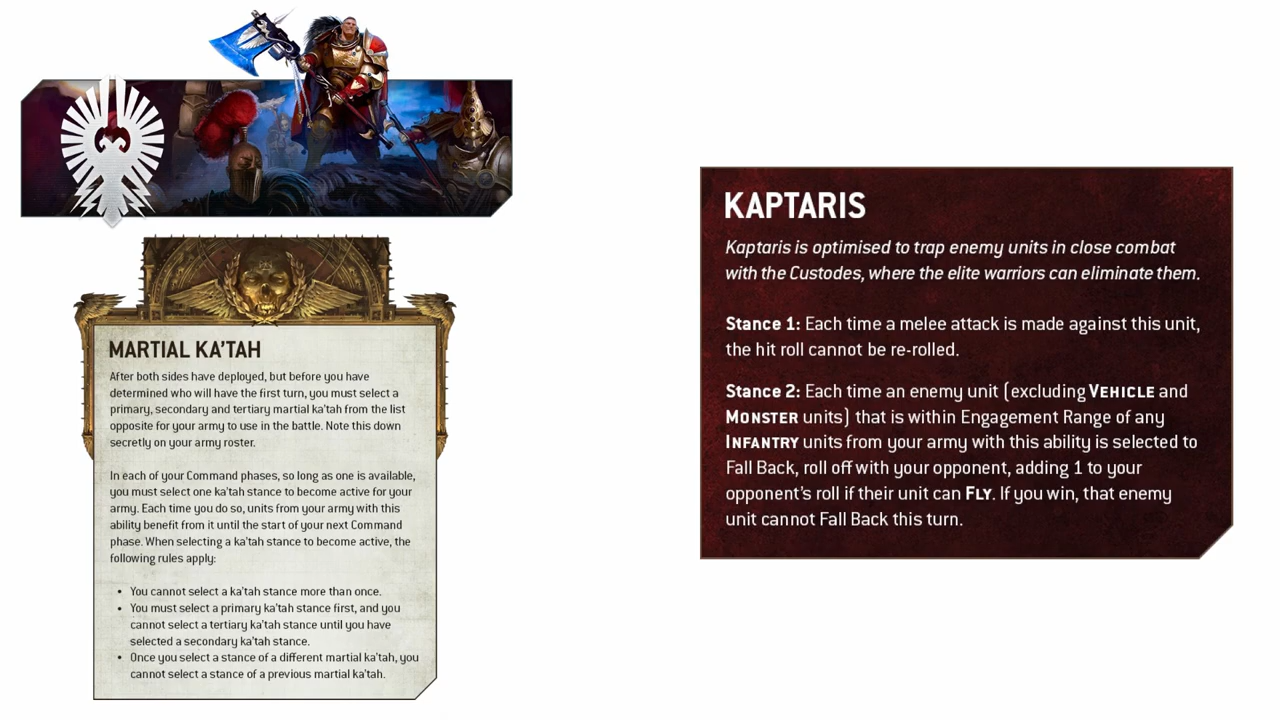 MARTIAL KA'TAH
After both sides have deployed, but before you have
determined who will have the first turn, you must select a
primary, secondary and tertiary martial ka'tah from the list
opposite for your army to use in the battle. Note this down
secretly on your army roster.
In each of your Command phases, so long as one is available,
you must select one ka'tah stance to become active for your
army. Each time you do so, units from your army with this
ability benefit from it until the start of your next Command
phase. When selecting a ka'tah stance to become active, the
following rules apply:
• You cannot select a ka'tah stance more than once.
• You must select a primary ka'tah stance first, and you
cannot select a tertiary ka'tah stance until you have
selected a secondary ka'tah stance.
• Once you select a stance of a different martial ka'tah, you
cannot select a stance of a previous martial ka'tah.
KAPTARIS
Kaptaris is optimised to trap enemy units in close combat
with the Custodes, where the elite warriors can eliminate them.
Stance 1: Each time a melee attack is made against this unit,
the hit roll cannot be re-rolled.
Stance 2: Each time an enemy unit (excluding VEHICLE and
MONSTER units) that is within Engagement Range of any
INFANTRY units from your army with this ability is selected to
Fall Back, roll off with your opponent, adding 1 to your
opponent's roll if their unit can FLY. If you win, that enemy
unit cannot Fall Back this turn.